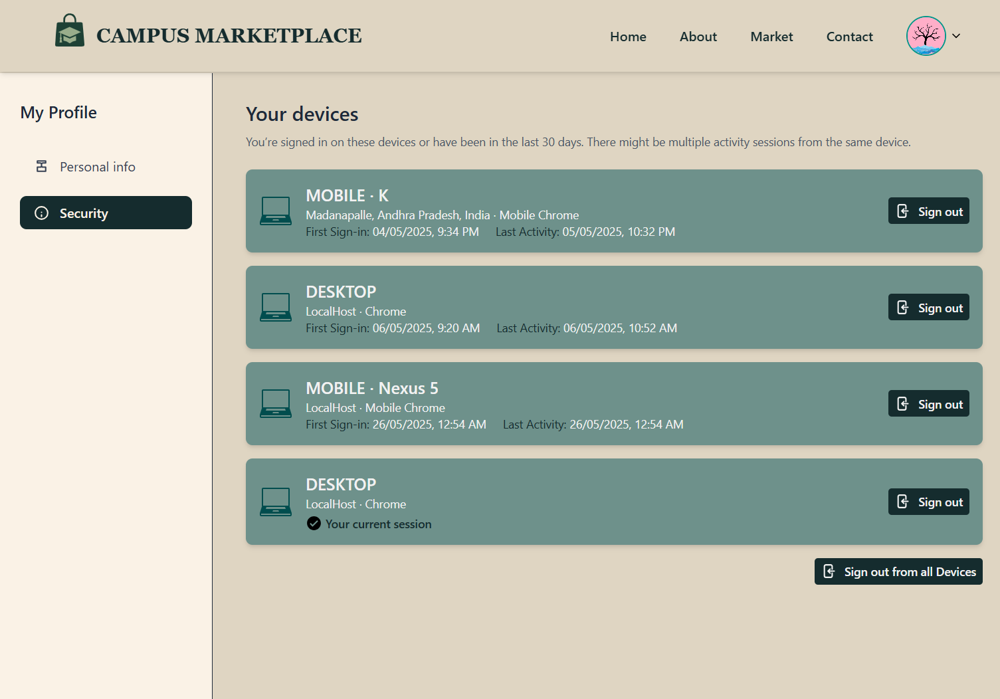 CAMPUS MARKETPLACE
Home
About
Market
Contact
My Profile
Personal info
Security
Your devices
You’re signed in on these devices or have been in the last 30 days. There might be multiple activity sessions from the same device.
MOBILE · K
Madanapalle, Andhra Pradesh, India · Mobile Chrome
First Sign-in: 04/05/2025, 9:34 PM Last Activity: 05/05/2025, 10:32 PM
Sign out
DESKTOP
LocalHost · Chrome
First Sign-in: 06/05/2025, 9:20 AM Last Activity: 06/05/2025, 10:52 AM
Sign out
MOBILE · Nexus 5
LocalHost · Mobile Chrome
First Sign-in: 26/05/2025, 12:54 AM Last Activity: 26/05/2025, 12:54 AM
Sign out
DESKTOP
LocalHost · Chrome
Your current session
Sign out
Sign out from all Devices